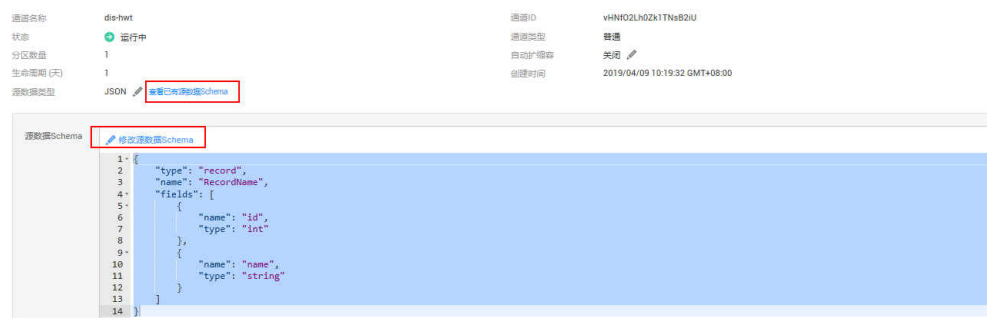 通道名称 dis-hwt 通道ID vHNfO2Lh0Zk1TNsB2iU
状态 运行中 通道类型 普通
分区数量 1 自动扩缩容 关闭
生命周期 (天) 1 创建时间 2019/04/09 10:19:32 GMT+08:00
源数据类型 JSON 查看已有源数据Schema
源数据Schema 修改源数据Schema
1 {
2 "type": "record",
3 "name": "RecordName",
4 "fields": [
5 {
6 "name": "id",
7 "type": "int"
8 },
9 {
10 "name": "name",
11 "type": "string"
12 }
13 ]
14 }